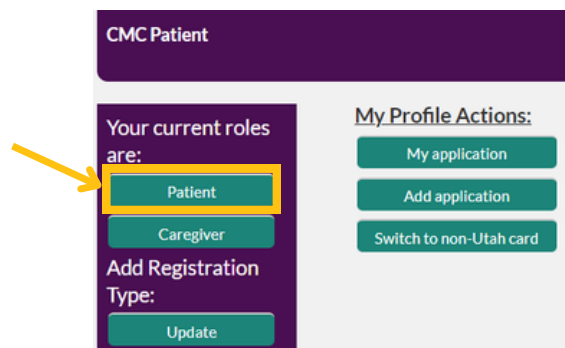 CMC Patient
Your current roles
are:
Patient
Caregiver
Add Registration
Type:
Update
My Profile Actions:
My application
Add application
Switch to non-Utah card